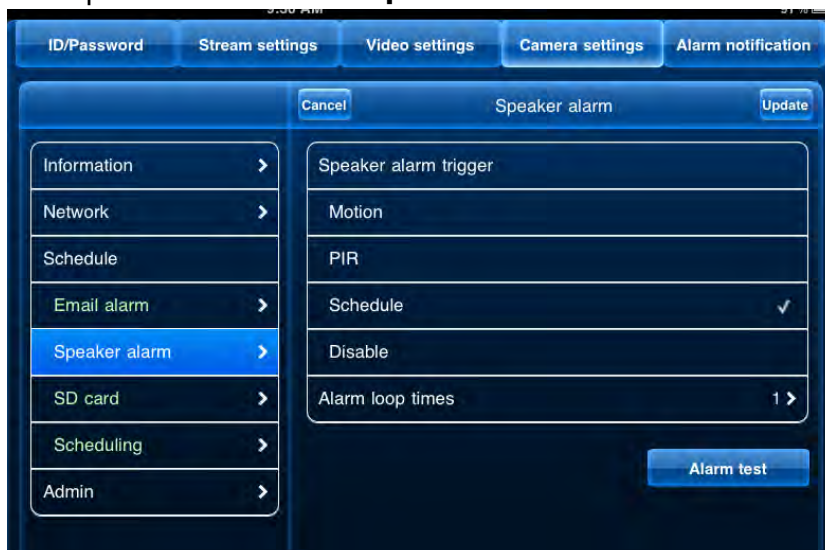 ID/Password Stream settings Video settings Camera settings Alarm notification
Cancel Speaker alarm Update
Information
Network
Schedule
Email alarm
Speaker alarm
SD card
Scheduling
Admin
Speaker alarm trigger
Motion
PIR
Schedule
Disable
Alarm loop times 1
Alarm test